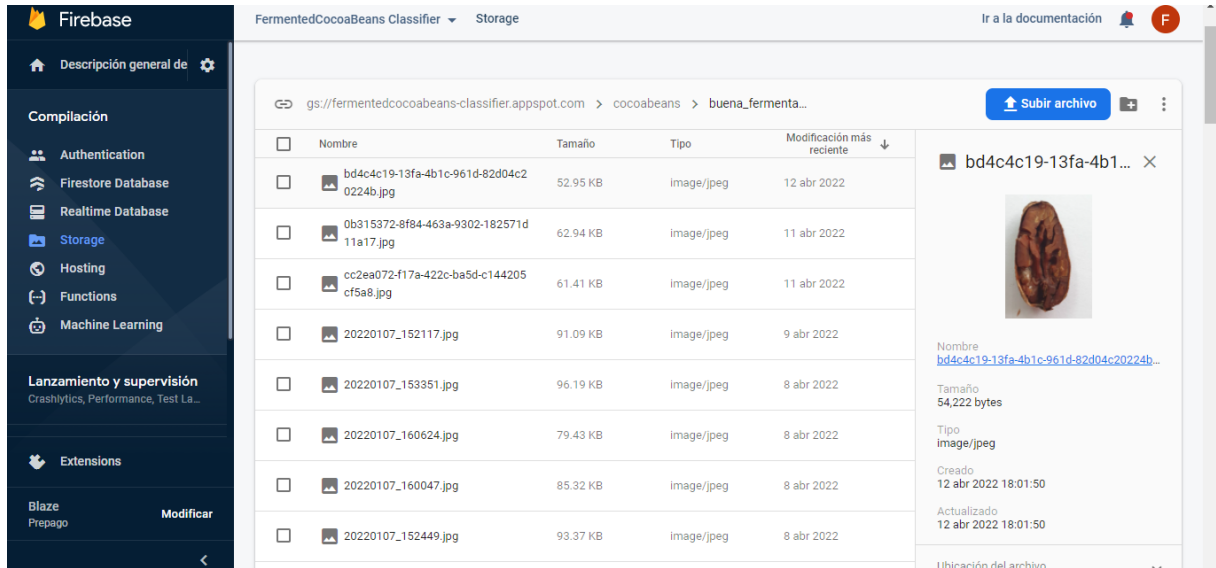 Firebase
FermentedCocoaBeans Classifier
Storage
Ir a la documentación
F
Descripción general de
Compilación
Authentication
Firestore Database
Realtime Database
Storage
Hosting
Functions
Machine Learning
Lanzamiento y supervisión
Crashlytics, Performance, Test La...
Extensions
Blaze
Prepago
Modificar
gs://fermentedcocoabeans-classifier.appspot.com > cocoabeans > buena_fermenta...
Subir archivo
Nombre Tamaño Tipo Modificación más
reciente
bd4c4c19-13fa-4b1c-961d-82d04c2
0224b.jpg
52.95 KB image/jpeg 12 abr 2022
0b315372-8f84-463a-9302-182571d
11a17.jpg
62.94 KB image/jpeg 11 abr 2022
cc2ea072-f17a-422c-ba5d-c144205
cf5a8.jpg
61.41 KB image/jpeg 11 abr 2022
20220107_152117.jpg 91.09 KB image/jpeg 9 abr 2022
20220107_153351.jpg 96.19 KB image/jpeg 8 abr 2022
20220107_160624.jpg 79.43 KB image/jpeg 8 abr 2022
20220107_160047.jpg 85.32 KB image/jpeg 8 abr 2022
20220107_152449.jpg 93.37 KB image/jpeg 8 abr 2022
bd4c4c19-13fa-4b1...
Nombre
bd4c4c19-13fa-4b1c-961d-82d04c20224b...
Tamaño
54,222 bytes
Tipo
image/jpeg
Creado
12 abr 2022 18:01:50
Actualizado
12 abr 2022 18:01:50
Ubicación del archivo